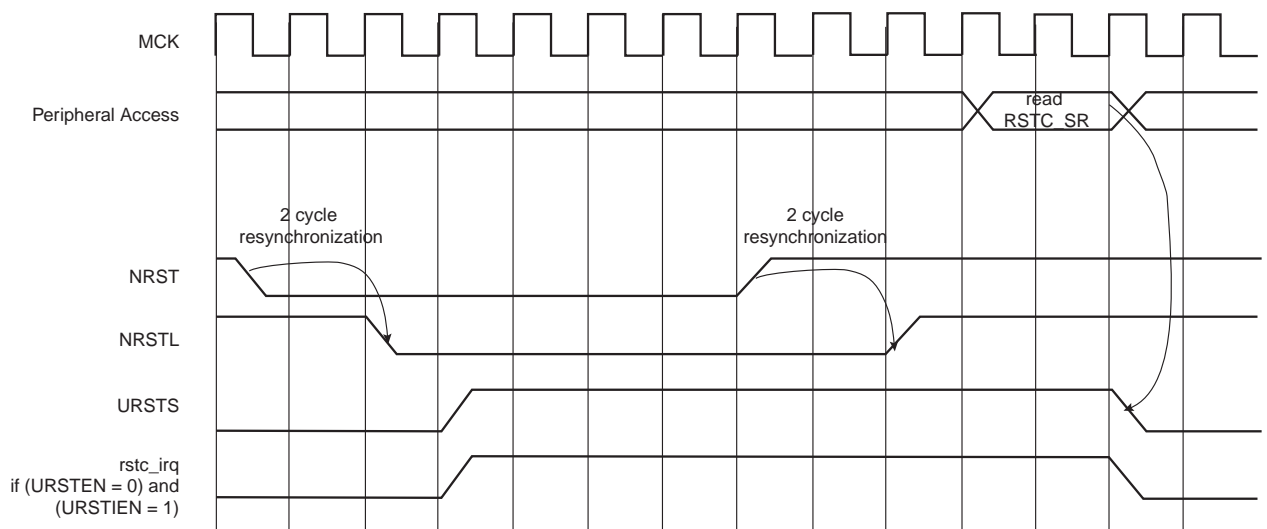 MCK
Peripheral Access
read
RSTC_SR
2 cycle
resynchronization
2 cycle
resynchronization
NRST
NRSTL
URSTS
rstc_irq
if (URSTEN = 0) and
(URSTIEN = 1)